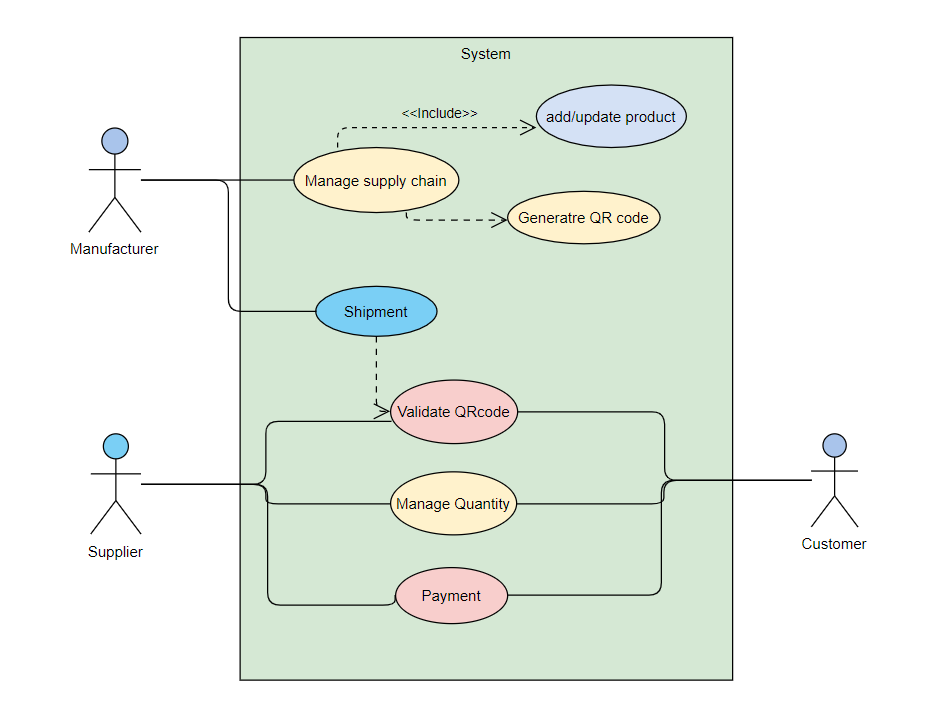 System
<<Include>>
add/update product
Manage supply chain
Generatre QR code
Manufacturer
Shipment
Validate QRcode
Manage Quantity
Supplier
Customer
Payment